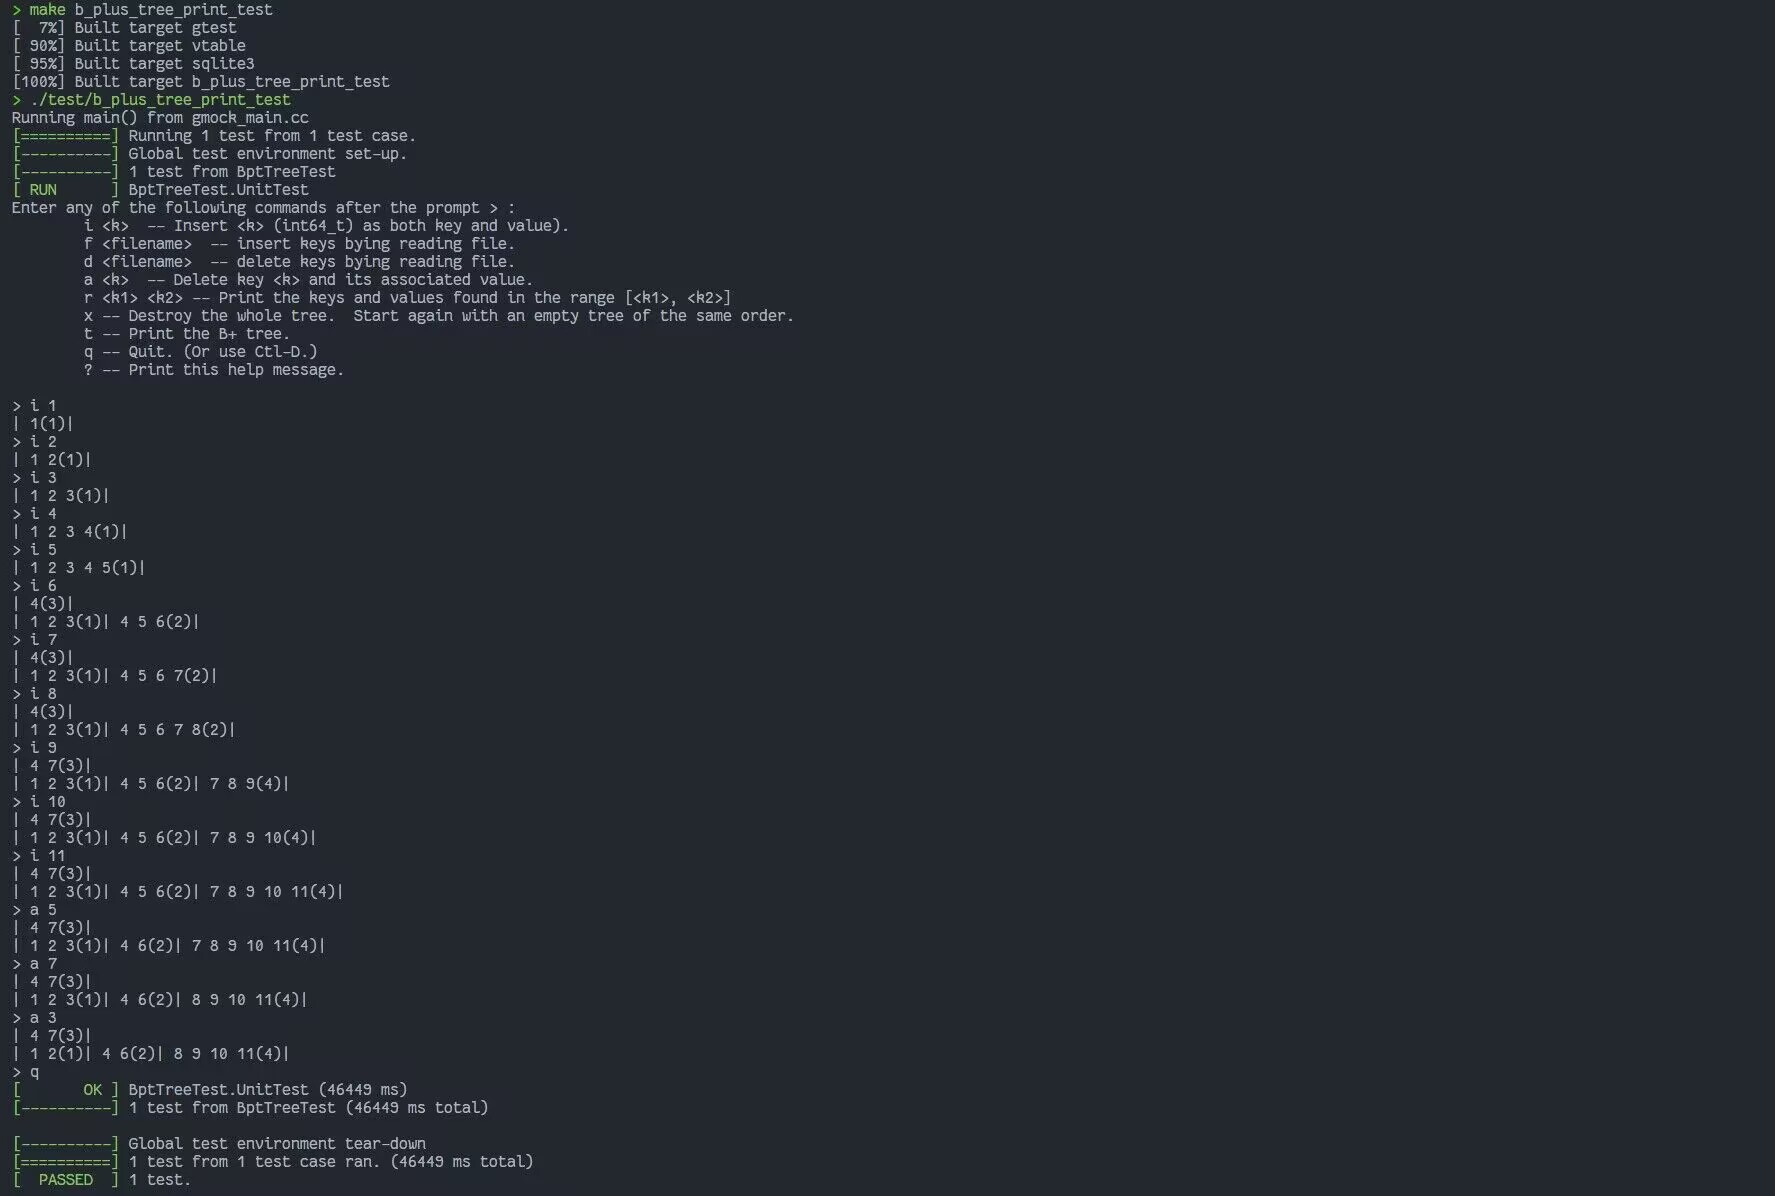 > make b_plus_tree_print_test
[  7%] Built target gtest
[ 90%] Built target vtable
[ 95%] Built target sqlite3
[100%] Built target b_plus_tree_print_test
> ./test/b_plus_tree_print_test
Running main() from gmock_main.cc
[==========] Running 1 test from 1 test case.
[----------] Global test environment set-up.
[----------] 1 test from BptTreeTest
[ RUN      ] BptTreeTest.UnitTest
Enter any of the following commands after the prompt > :
        i <k>  -- Insert <k> (int64_t) as both key and value).
        f <filename>  -- insert keys bying reading file.
        d <filename>  -- delete keys bying reading file.
        a <k>  -- Delete key <k> and its associated value.
        r <k1> <k2> -- Print the keys and values found in the range [<k1>, <k2>]
        x -- Destroy the whole tree.  Start again with an empty tree of the same order.
        t -- Print the B+ tree.
        q -- Quit. (Or use Ctl-D.)
        ? -- Print this help message.

> i 1
| 1(1)|
> i 2
| 1 2(1)|
> i 3
| 1 2 3(1)|
> i 4
| 1 2 3 4(1)|
> i 5
| 1 2 3 4 5(1)|
> i 6
| 4(3)|
| 1 2 3(1)| 4 5 6(2)|
> i 7
| 4(3)|
| 1 2 3(1)| 4 5 6 7(2)|
> i 8
| 4(3)|
| 1 2 3(1)| 4 5 6 7 8(2)|
> i 9
| 4 7(3)|
| 1 2 3(1)| 4 5 6(2)| 7 8 9(4)|
> i 10
| 4 7(3)|
| 1 2 3(1)| 4 5 6(2)| 7 8 9 10(4)|
> i 11
| 4 7(3)|
| 1 2 3(1)| 4 5 6(2)| 7 8 9 10 11(4)|
> a 5
| 4 7(3)|
| 1 2 3(1)| 4 6(2)| 7 8 9 10 11(4)|
> a 7
| 4 7(3)|
| 1 2 3(1)| 4 6(2)| 8 9 10 11(4)|
> a 3
| 4 7(3)|
| 1 2(1)| 4 6(2)| 8 9 10 11(4)|
> q
[       OK ] BptTreeTest.UnitTest (46449 ms)
[----------] 1 test from BptTreeTest (46449 ms total)

[----------] Global test environment tear-down
[==========] 1 test from 1 test case ran. (46449 ms total)
[  PASSED  ] 1 test.